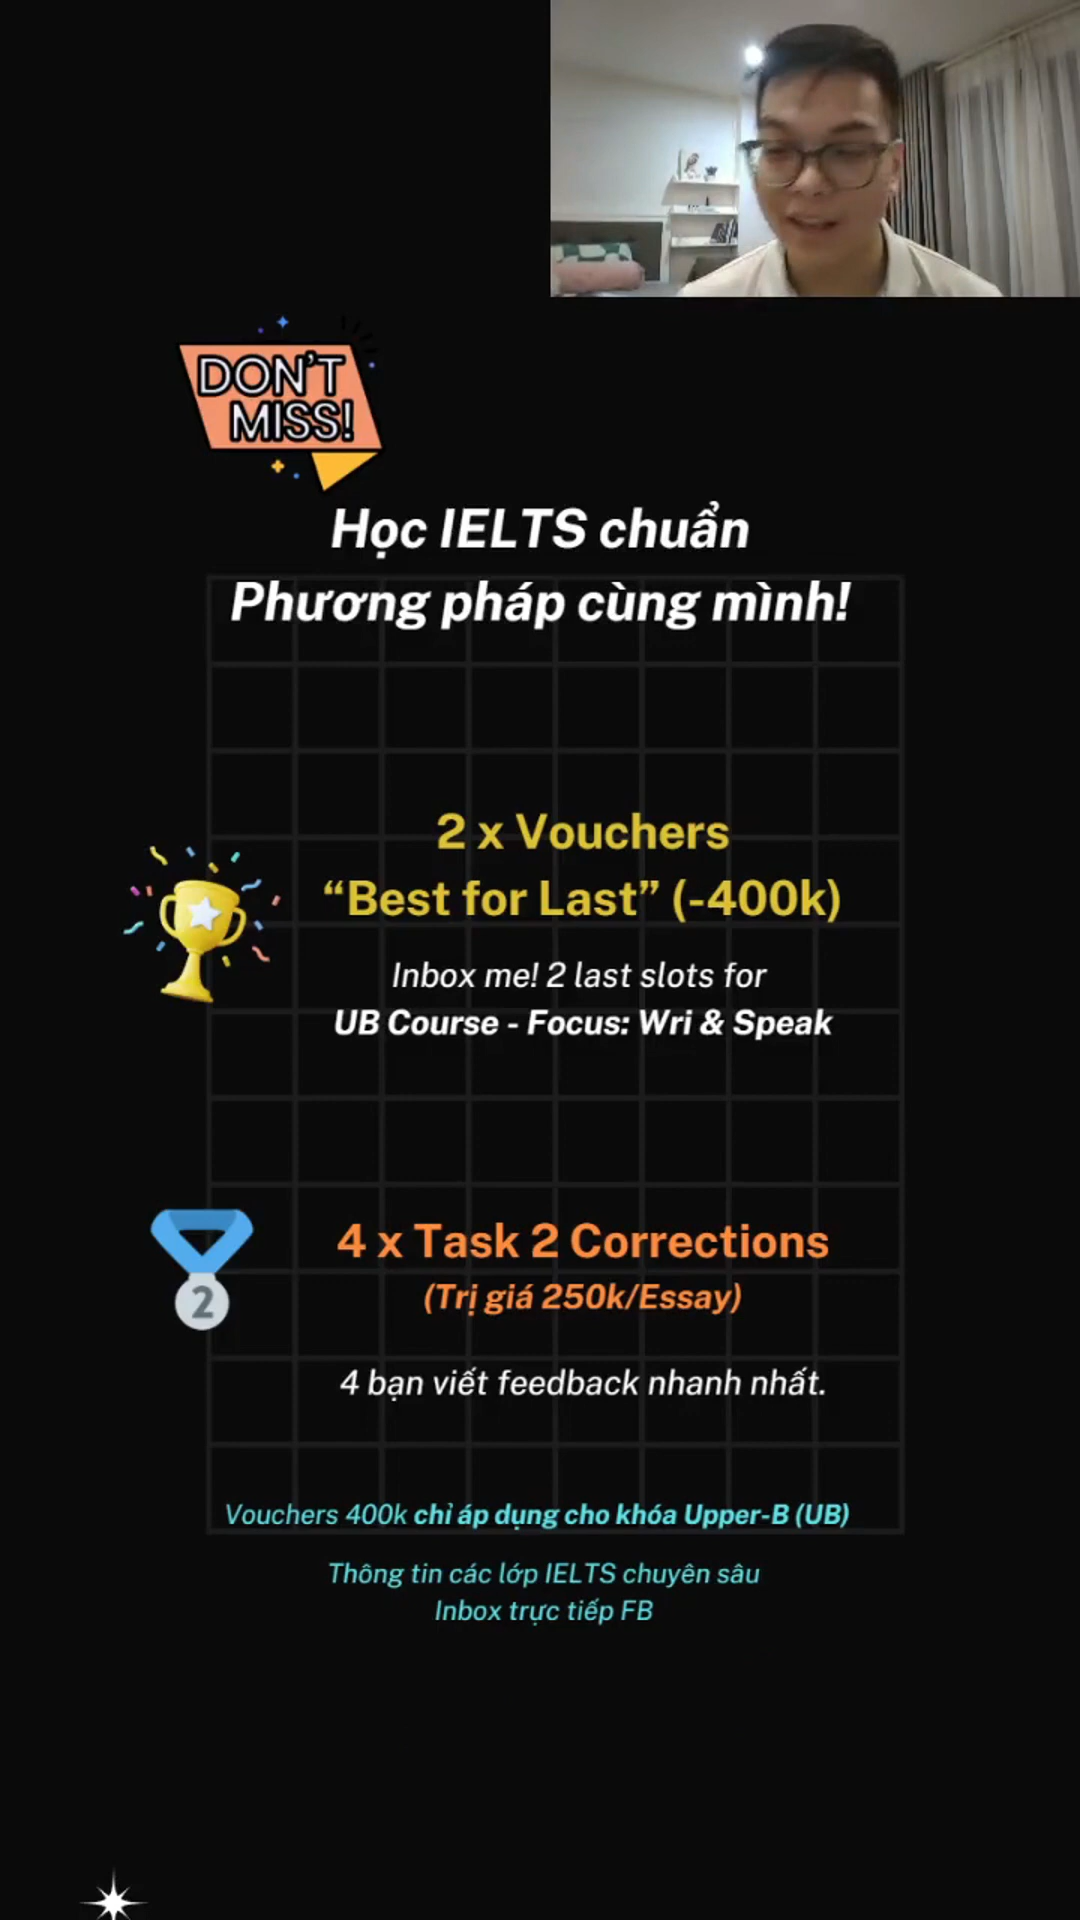 DON'T
MISS!
Học IELTS chuẩn
Phương pháp cùng mình!
2 x Vouchers
“Best for Last” (-400k)
Inbox me! 2 last slots for
UB Course - Focus: Wri & Speak
4 x Task 2 Corrections
(Trị giá 250k/Essay)
2
4 bạn viết feedback nhanh nhất.
Vouchers 400k chỉ áp dụng cho khóa Upper-B (UB)
Thông tin các lớp IELTS chuyên sâu
Inbox trực tiếp FB